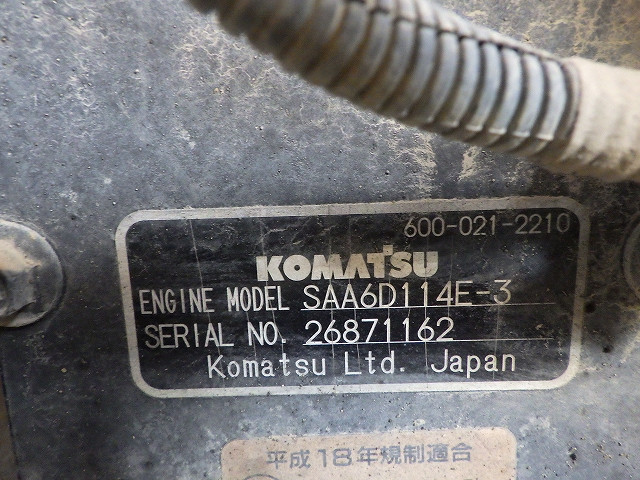 600-021-2210
KOMATSU
ENGINE MODEL SAA6D114E-3
SERIAL NO. 26871162
Komatsu Ltd. Japan
平成18年規制適合